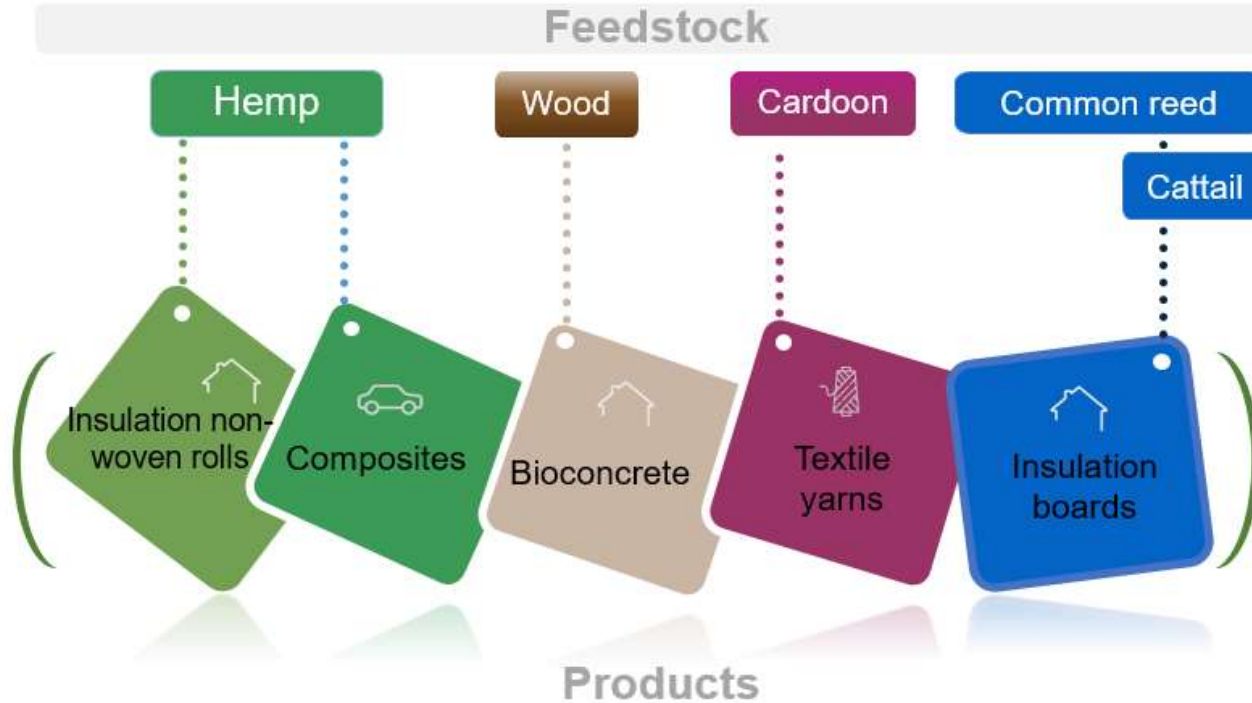 Feedstock
Hemp
Wood
Cardoon
Common reed
Cattail
Insulation non-
woven rolls
Composites
Bioconcrete
Textile
yarns
Insulation
boards
Products